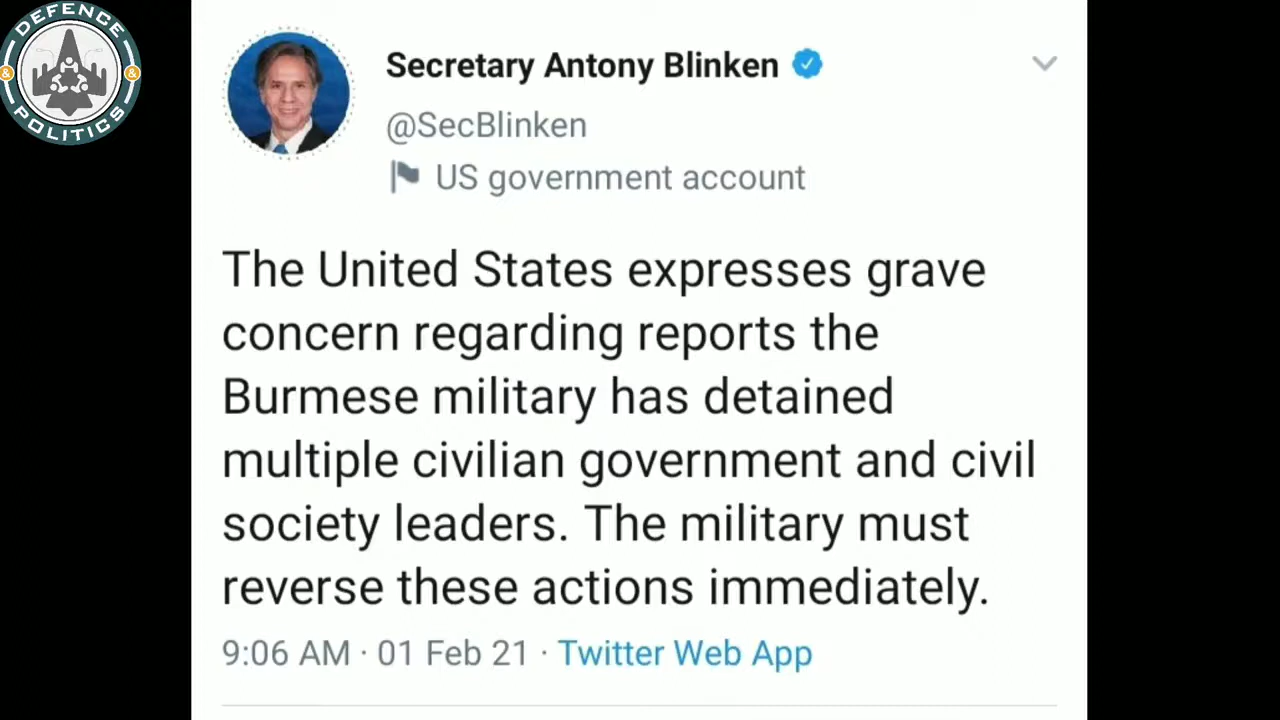 DEFENCE
& &
POLITICS
Secretary Antony Blinken
@SecBlinken
US government account
The United States expresses grave
concern regarding reports the
Burmese military has detained
multiple civilian government and civil
society leaders. The military must
reverse these actions immediately.
9:06 AM · 01 Feb 21 · Twitter Web App